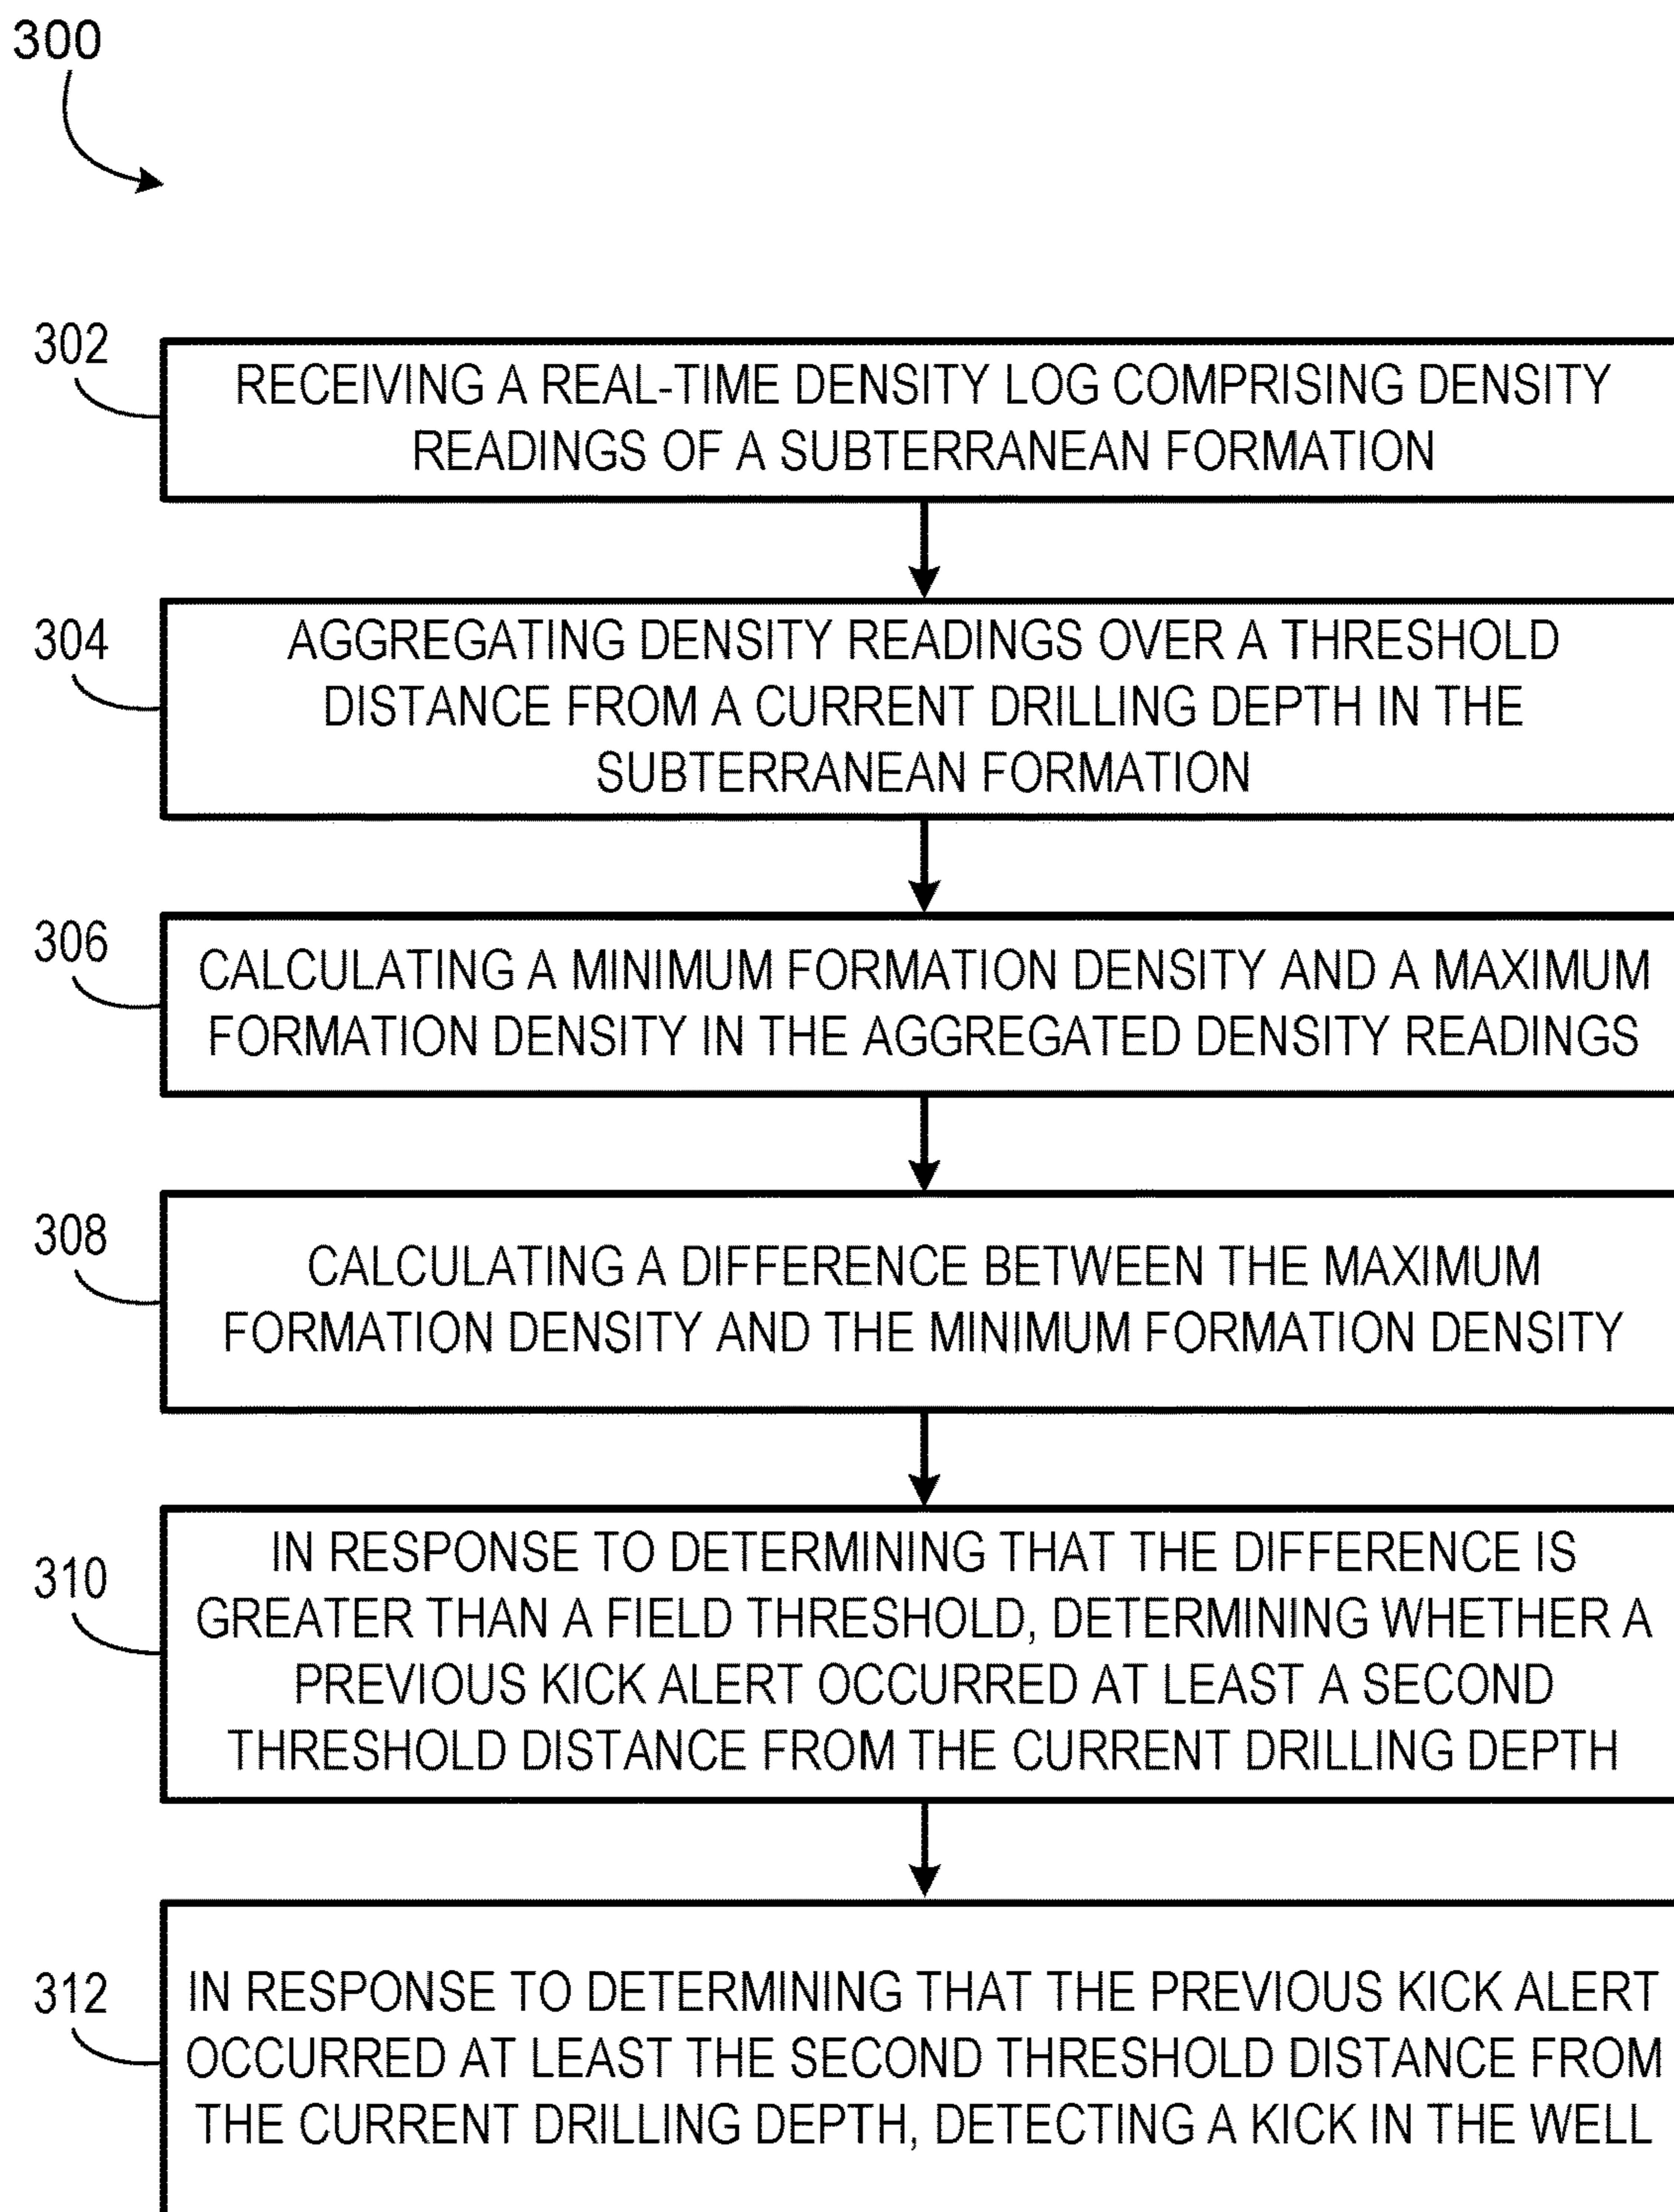 300
302
RECEIVING A REAL-TIME DENSITY LOG COMPRISING DENSITY
READINGS OF A SUBTERRANEAN FORMATION
304
AGGREGATING DENSITY READINGS OVER A THRESHOLD
DISTANCE FROM A CURRENT DRILLING DEPTH IN THE
SUBTERRANEAN FORMATION
306
CALCULATING A MINIMUM FORMATION DENSITY AND A MAXIMUM
FORMATION DENSITY IN THE AGGREGATED DENSITY READINGS
308
CALCULATING A DIFFERENCE BETWEEN THE MAXIMUM
FORMATION DENSITY AND THE MINIMUM FORMATION DENSITY
310
IN RESPONSE TO DETERMINING THAT THE DIFFERENCE IS
GREATER THAN A FIELD THRESHOLD, DETERMINING WHETHER A
PREVIOUS KICK ALERT OCCURRED AT LEAST A SECOND
THRESHOLD DISTANCE FROM THE CURRENT DRILLING DEPTH
312
IN RESPONSE TO DETERMINING THAT THE PREVIOUS KICK ALERT
OCCURRED AT LEAST THE SECOND THRESHOLD DISTANCE FROM
THE CURRENT DRILLING DEPTH, DETECTING A KICK IN THE WELL